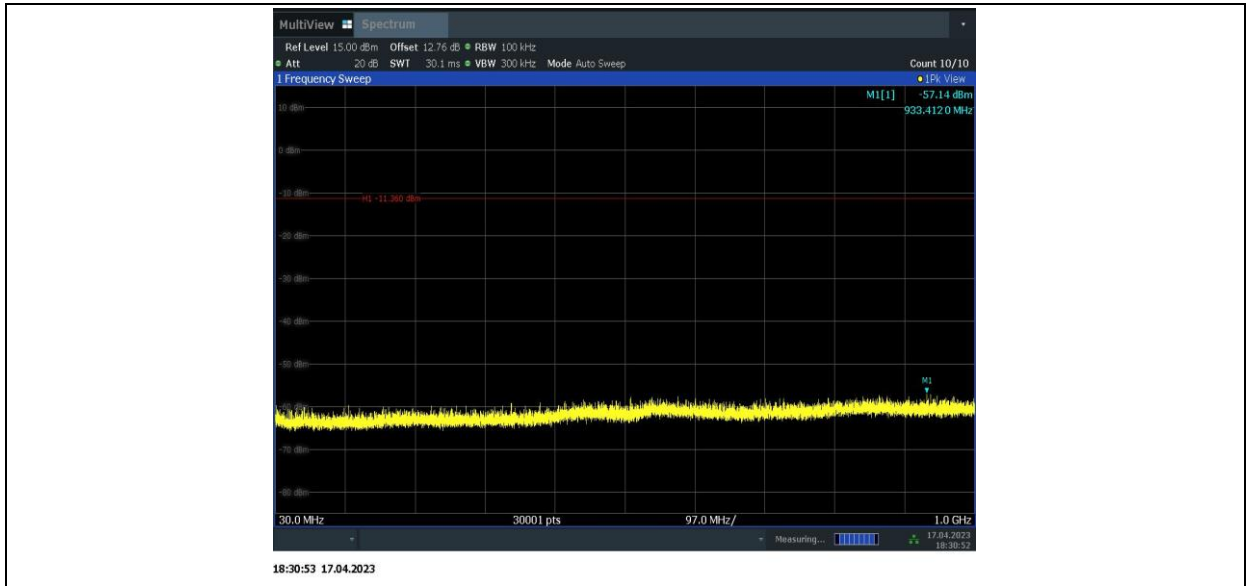 MultiView Spectrum
Ref Level 15.00 dBm Offset 12.76 dB RBW 100 kHz
Att 20 dB SWT 30.1 ms VBW 300 kHz Mode Auto Sweep Count 10/10
1 Frequency Sweep 1Pk View
M1[1] -57.14 dBm
933.4120 MHz
10 dBm
0 dBm
-10 dBm
H1 -11.360 dBm
-20 dBm
-30 dBm
-40 dBm
-50 dBm
M1
-60 dBm
-70 dBm
-80 dBm
30.0 MHz 30001 pts 97.0 MHz/ 1.0 GHz
Measuring... 17.04.2023
18:30:52
18:30:53 17.04.2023